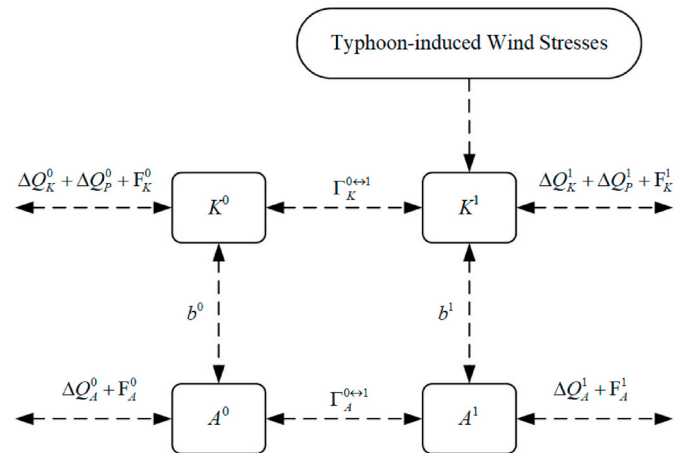 Typhoon-induced Wind Stresses
ΔQ_K^0 + ΔQ_P^0 + F_K^0
K^0
Γ_K^{0↔1}
K^1
ΔQ_K^1 + ΔQ_P^1 + F_K^1
b^0
b^1
ΔQ_A^0 + F_A^0
A^0
Γ_A^{0↔1}
A^1
ΔQ_A^1 + F_A^1